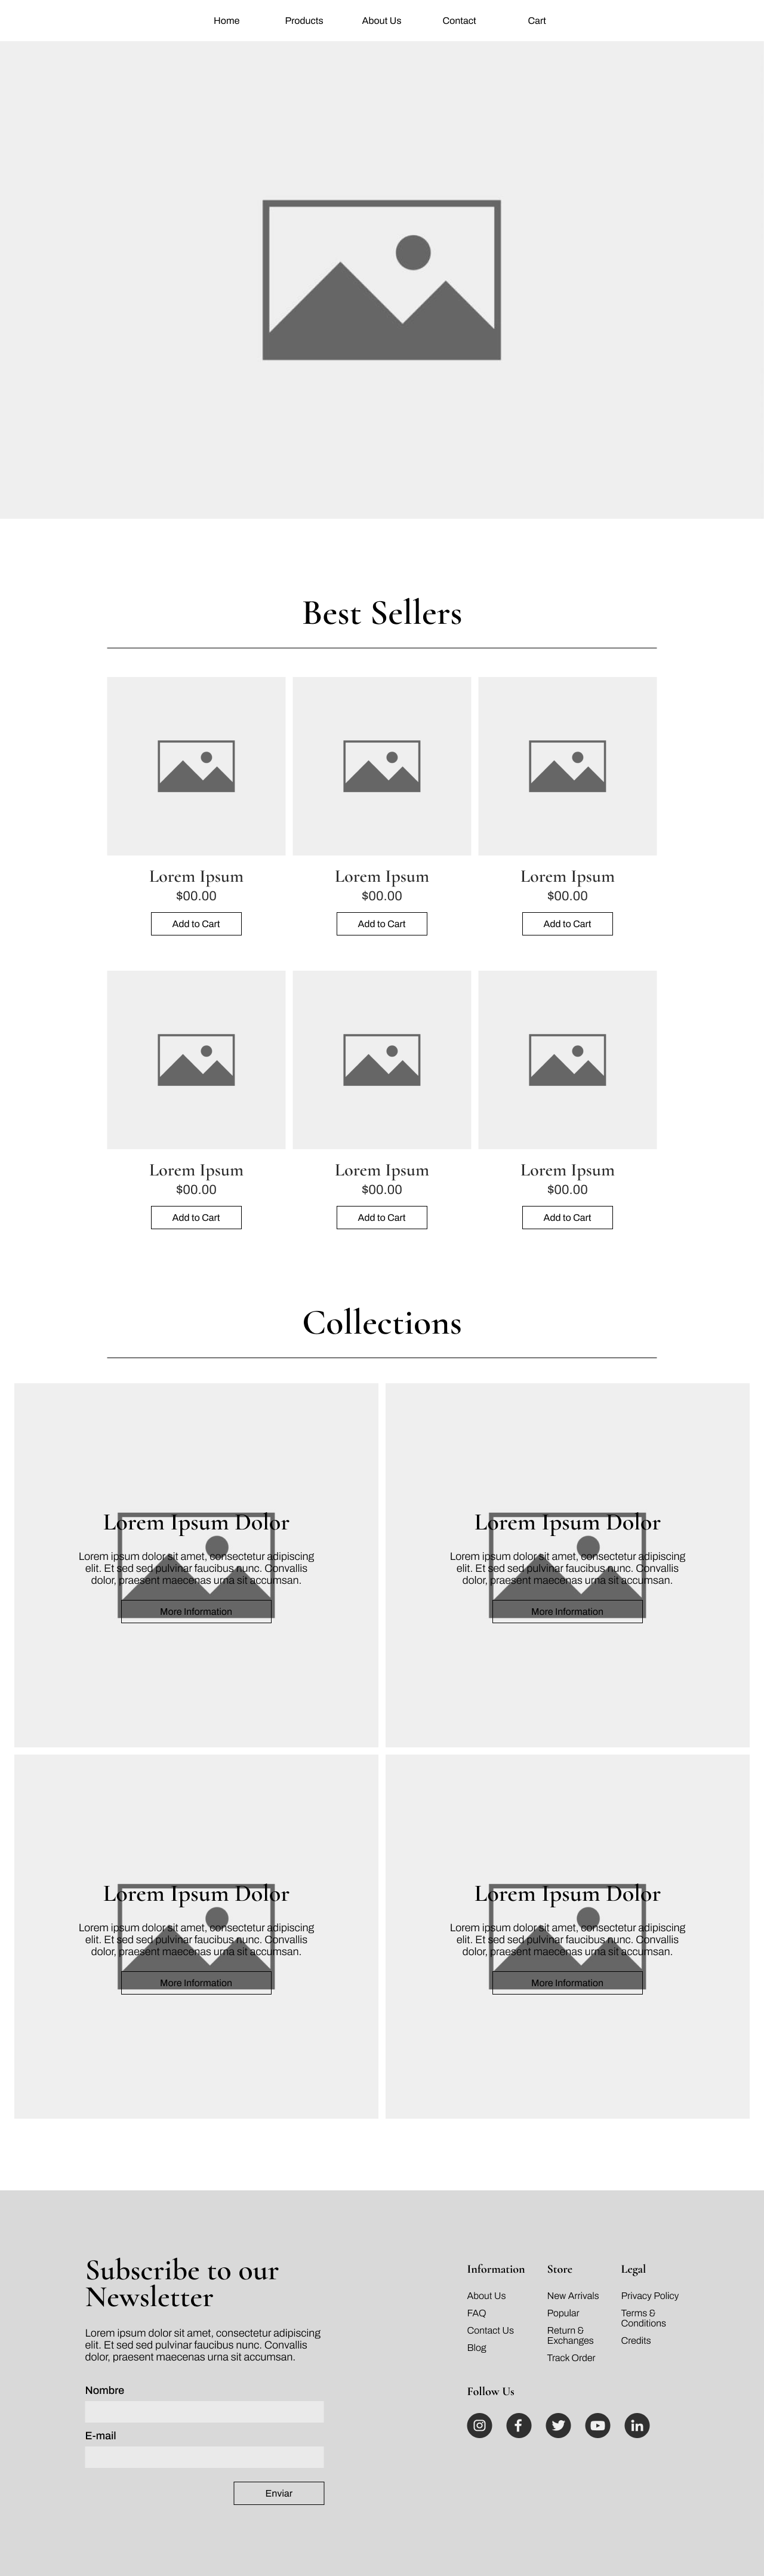 Home Products About Us Contact Cart
Best Sellers
Lorem Ipsum Lorem Ipsum Lorem Ipsum
$00.00 $00.00 $00.00
Add to Cart Add to Cart Add to Cart
Lorem Ipsum Lorem Ipsum Lorem Ipsum
$00.00 $00.00 $00.00
Add to Cart Add to Cart Add to Cart
Collections
Lorem Ipsum Dolor
Lorem ipsum dolor sit amet, consectetur adipiscing
elit. Et sed sed pulvinar faucibus nunc. Convallis
dolor, praesent maecenas urna sit accumsan.
More Information
Lorem Ipsum Dolor
Lorem ipsum dolor sit amet, consectetur adipiscing
elit. Et sed sed pulvinar faucibus nunc. Convallis
dolor, praesent maecenas urna sit accumsan.
More Information
Lorem Ipsum Dolor
Lorem ipsum dolor sit amet, consectetur adipiscing
elit. Et sed sed pulvinar faucibus nunc. Convallis
dolor, praesent maecenas urna sit accumsan.
More Information
Lorem Ipsum Dolor
Lorem ipsum dolor sit amet, consectetur adipiscing
elit. Et sed sed pulvinar faucibus nunc. Convallis
dolor, praesent maecenas urna sit accumsan.
More Information
Subscribe to our
Newsletter
Lorem ipsum dolor sit amet, consectetur adipiscing
elit. Et sed sed pulvinar faucibus nunc. Convallis
dolor, praesent maecenas urna sit accumsan.
Nombre
E-mail
Enviar
Information
About Us
FAQ
Contact Us
Blog
Store
New Arrivals
Popular
Return &
Exchanges
Track Order
Legal
Privacy Policy
Terms &
Conditions
Credits
Follow Us